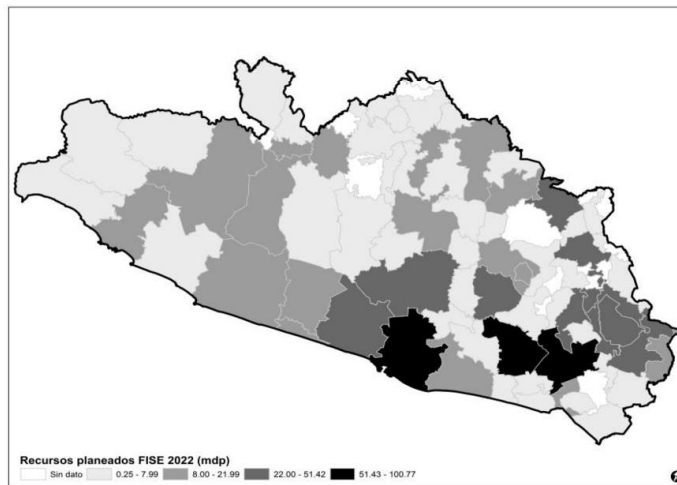 Recursos planeados FISE 2022 (mdp)
Sin dato 0.25 - 7.99 8.00 - 21.99 22.00 - 51.42 51.43 - 100.77